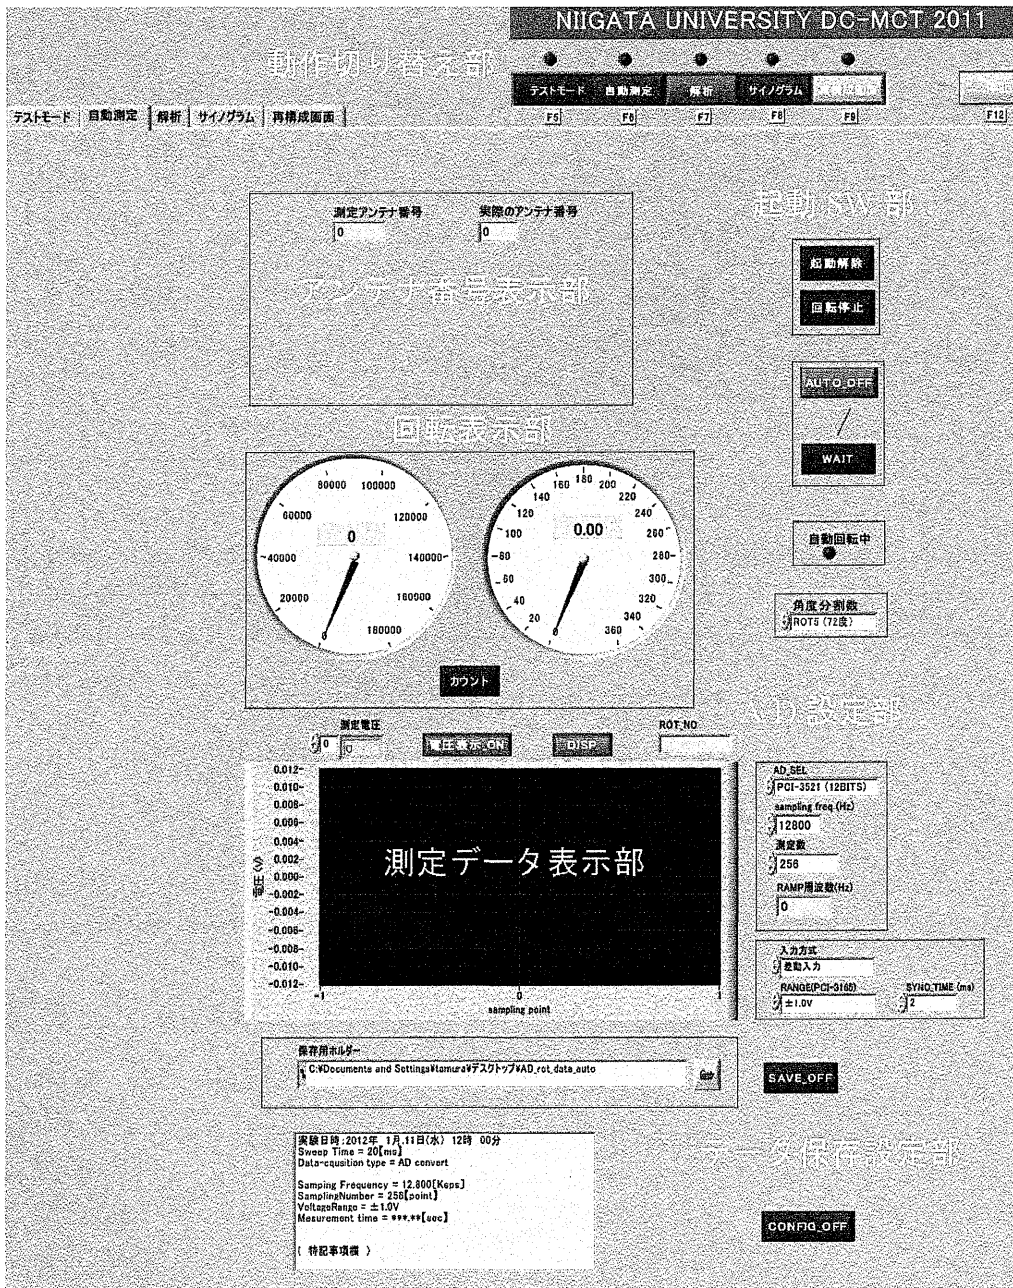 NIIGATA UNIVERSITY DC-MCT 2011
動作切り替え部
テストモード 自動測定 解析 サイノグラム
F5 F6 F7 F8 F9 F12
テストモード 自動測定 解析 サイノグラム 再構成画面
起動 SW 部
測定アンテナ番号 実際のアンテナ番号
0 0
アンテナ番号表示部
起動解除
回転停止
AUTO_OFF
/
WAIT
回転表示部
0 20000 40000 60000 80000 100000 120000 140000 160000 180000
0
0 20 40 60 80 100 120 140 160 180 200 220 240 260 280 300 320 340 360
0.00
カウント
自動回転中
角度分割数
ROT5 (72度)
AD 設定部
測定電圧
0 0
電圧表示_ON DISP
ROT_NO
0.012
0.010
0.008
0.006
0.004
0.002
0.000
-0.002
-0.004
-0.006
-0.008
-0.010
-0.012
電圧 (V)
測定データ表示部
-1 0 1
sampling point
AD_SEL
PCI-3521 (12BITS)
sampling freq.(Hz)
12800
測定数
256
RAMP周波数(Hz)
0
入力方式
差動入力
RANGE(PCI-3165) SYNC_TIME (ms)
±1.0V 2
保存用ホルダー
C:¥Documents and Settings¥tamura¥デスクトップ¥AD_rot_data_auto
SAVE_OFF
データ保存設定部
実験日時:2012年 1月.11日(水) 12時 00分
Sweep Time = 20[ms]
Data-cqusition type = AD convert
Samping Frequency = 12.800[Ksps]
SamplingNumber = 256[point]
VoltageRange = ±1.0V
Mesurement time = ***.**[sec]
( 特記事項欄 )
CONFIG_OFF